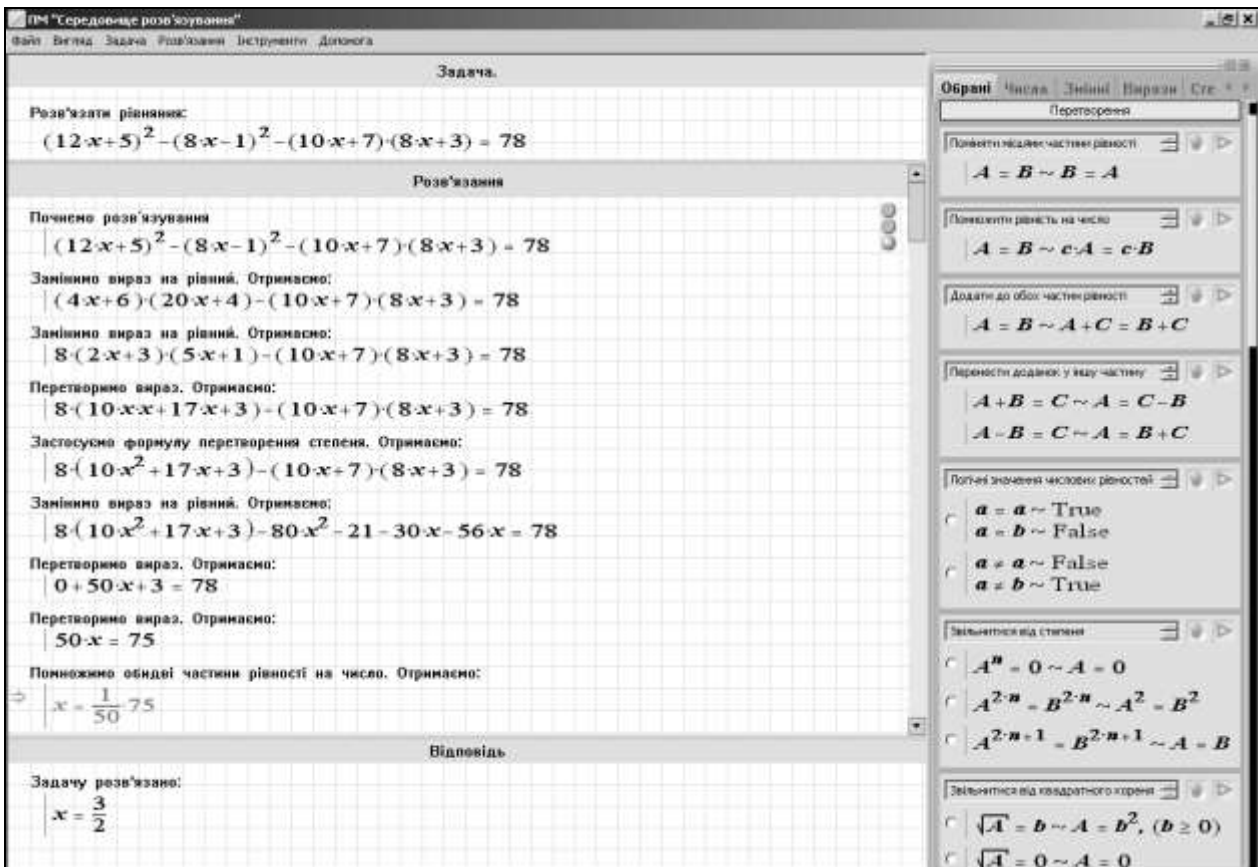 ПМ "Середовище розв'язування"
Файл Вигляд Задача Розв'язання Інструменти Допомога
Задача.
Розв'язати рівняння:
(12·x+5)²-(8·x-1)²-(10·x+7)·(8·x+3) = 78
Розв'язання
Почнемо розв'язування
(12·x+5)²-(8·x-1)²-(10·x+7)·(8·x+3) = 78
Замінимо вираз на рівний. Отримаємо:
(4·x+6)·(20·x+4)-(10·x+7)·(8·x+3) = 78
Замінимо вираз на рівний. Отримаємо:
8·(2·x+3)·(5·x+1)-(10·x+7)·(8·x+3) = 78
Перетворимо вираз. Отримаємо:
8·(10·x·x+17·x+3)-(10·x+7)·(8·x+3) = 78
Застосуємо формулу перетворення степеня. Отримаємо:
8·(10·x²+17·x+3)-(10·x+7)·(8·x+3) = 78
Замінимо вираз на рівний. Отримаємо:
8·(10·x²+17·x+3)-80·x²-21-30·x-56·x = 78
Перетворимо вираз. Отримаємо:
0+50·x+3 = 78
Перетворимо вираз. Отримаємо:
50·x = 75
Помножимо обидві частини рівності на число. Отримаємо:
x = 1/50·75
Відповідь
Задачу розв'язано:
x = 3/2
Обрані Числа Змінні Вирази Сте
Перетворення
Поміняти місцями частини рівності
A = B ~ B = A
Помножити рівність на число
A = B ~ c·A = c·B
Додати до обох частин рівності
A = B ~ A+C = B+C
Перенести доданок у іншу частину
A+B = C ~ A = C-B
A-B = C ~ A = B+C
Логічні значення числових рівностей
a = a ~ True
a = b ~ False
a ≠ a ~ False
a ≠ b ~ True
Звільнитися від степеня
Aⁿ = 0 ~ A = 0
A²·ⁿ = B²·ⁿ ~ A² = B²
A²·ⁿ⁺¹ = B²·ⁿ⁺¹ ~ A = B
Звільнитися від квадратного кореня
√A = b ~ A = b², (b ≥ 0)
√A = 0 ~ A = 0